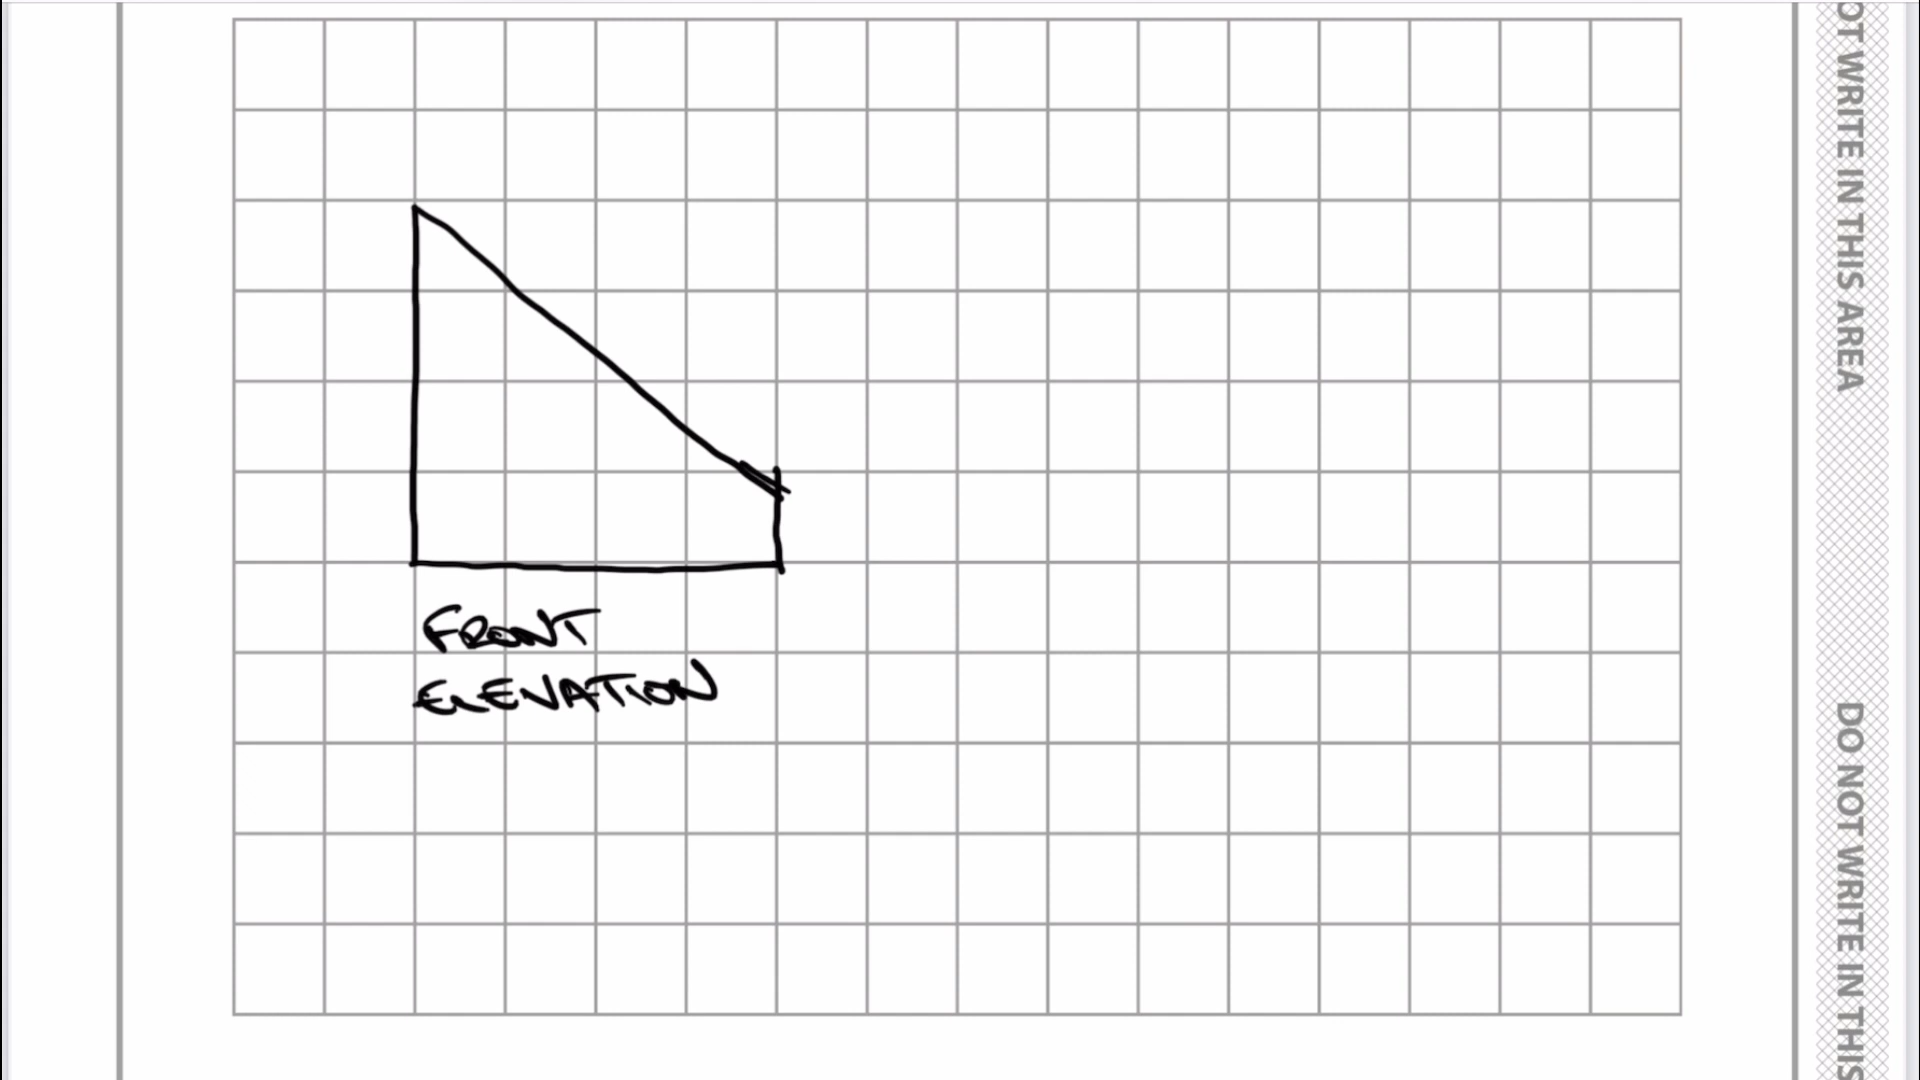 OT WRITE IN THIS AREA
DO NOT WRITE IN THIS
FRONT
ELEVATION